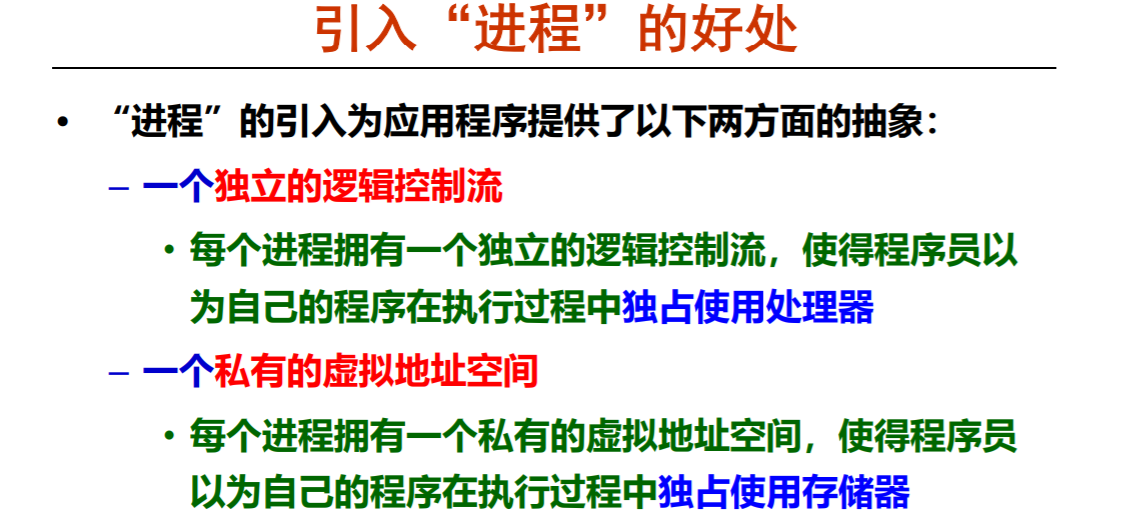 引入“进程”的好处
• “进程”的引入为应用程序提供了以下两方面的抽象：
– 一个独立的逻辑控制流
• 每个进程拥有一个独立的逻辑控制流，使得程序员以
为自己的程序在执行过程中独占使用处理器
– 一个私有的虚拟地址空间
• 每个进程拥有一个私有的虚拟地址空间，使得程序员
以为自己的程序在执行过程中独占使用存储器